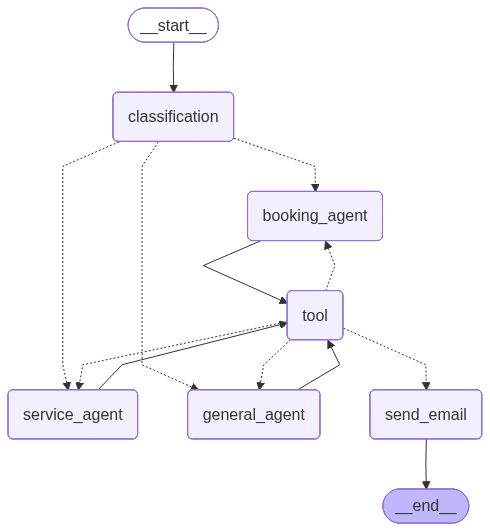 __start__
classification
booking_agent
tool
service_agent
general_agent
send_email
__end__